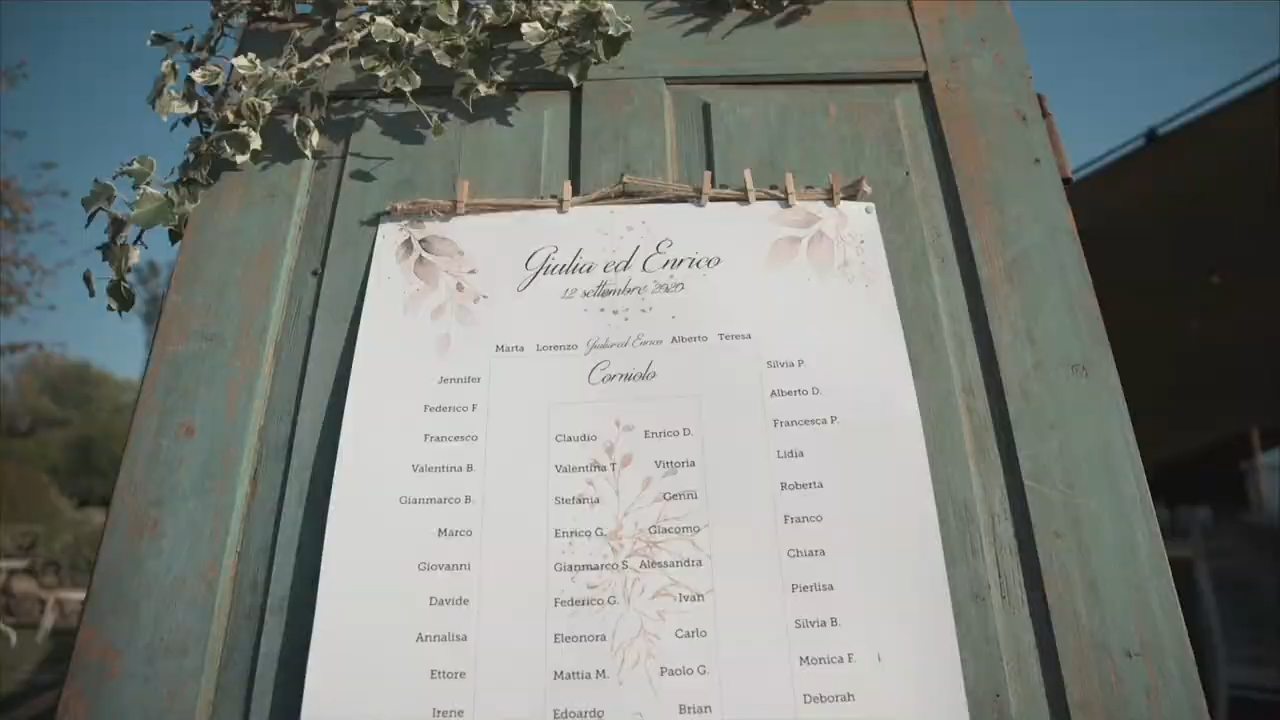 Giulia ed Enrico
12 settembre 2020
Marta Lorenzo Giulia ed Enrico Alberto Teresa
Corniolo
Jennifer
Federico F
Francesco
Valentina B.
Gianmarco B.
Marco
Giovanni
Davide
Annalisa
Ettore
Irene
Claudio
Valentina T
Stefania
Enrico G.
Gianmarco S.
Federico G.
Eleonora
Mattia M.
Edoardo
Enrico D.
Vittoria
Genni
Giacomo
Alessandra
Ivan
Carlo
Paolo G.
Brian
Silvia P
Alberto D.
Francesca P.
Lidia
Roberta
Franco
Chiara
Pierlisa
Silvia B.
Monica F.
Deborah